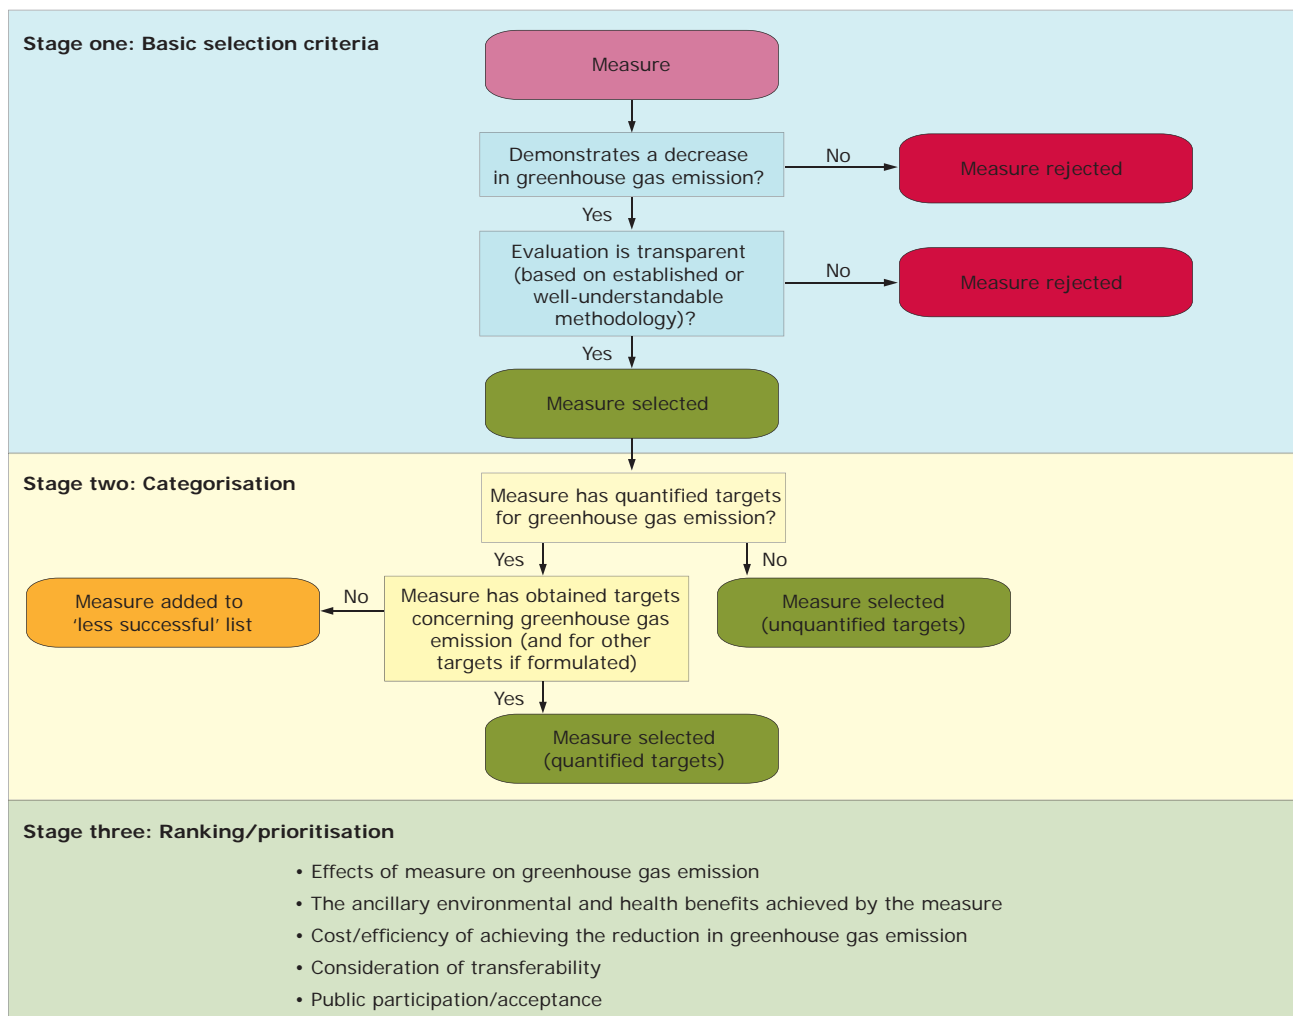 Stage one: Basic selection criteria
Measure
Demonstrates a decrease
in greenhouse gas emission?
No
Measure rejected
Yes
Evaluation is transparent
(based on established or
well-understandable
methodology)?
No
Measure rejected
Yes
Measure selected
Stage two: Categorisation
Measure has quantified targets
for greenhouse gas emission?
Yes
No
Measure added to
‘less successful’ list
No
Measure has obtained targets
concerning greenhouse gas
emission (and for other
targets if formulated)
Measure selected
(unquantified targets)
Yes
Measure selected
(quantified targets)
Stage three: Ranking/prioritisation
• Effects of measure on greenhouse gas emission
• The ancillary environmental and health benefits achieved by the measure
• Cost/efficiency of achieving the reduction in greenhouse gas emission
• Consideration of transferability
• Public participation/acceptance